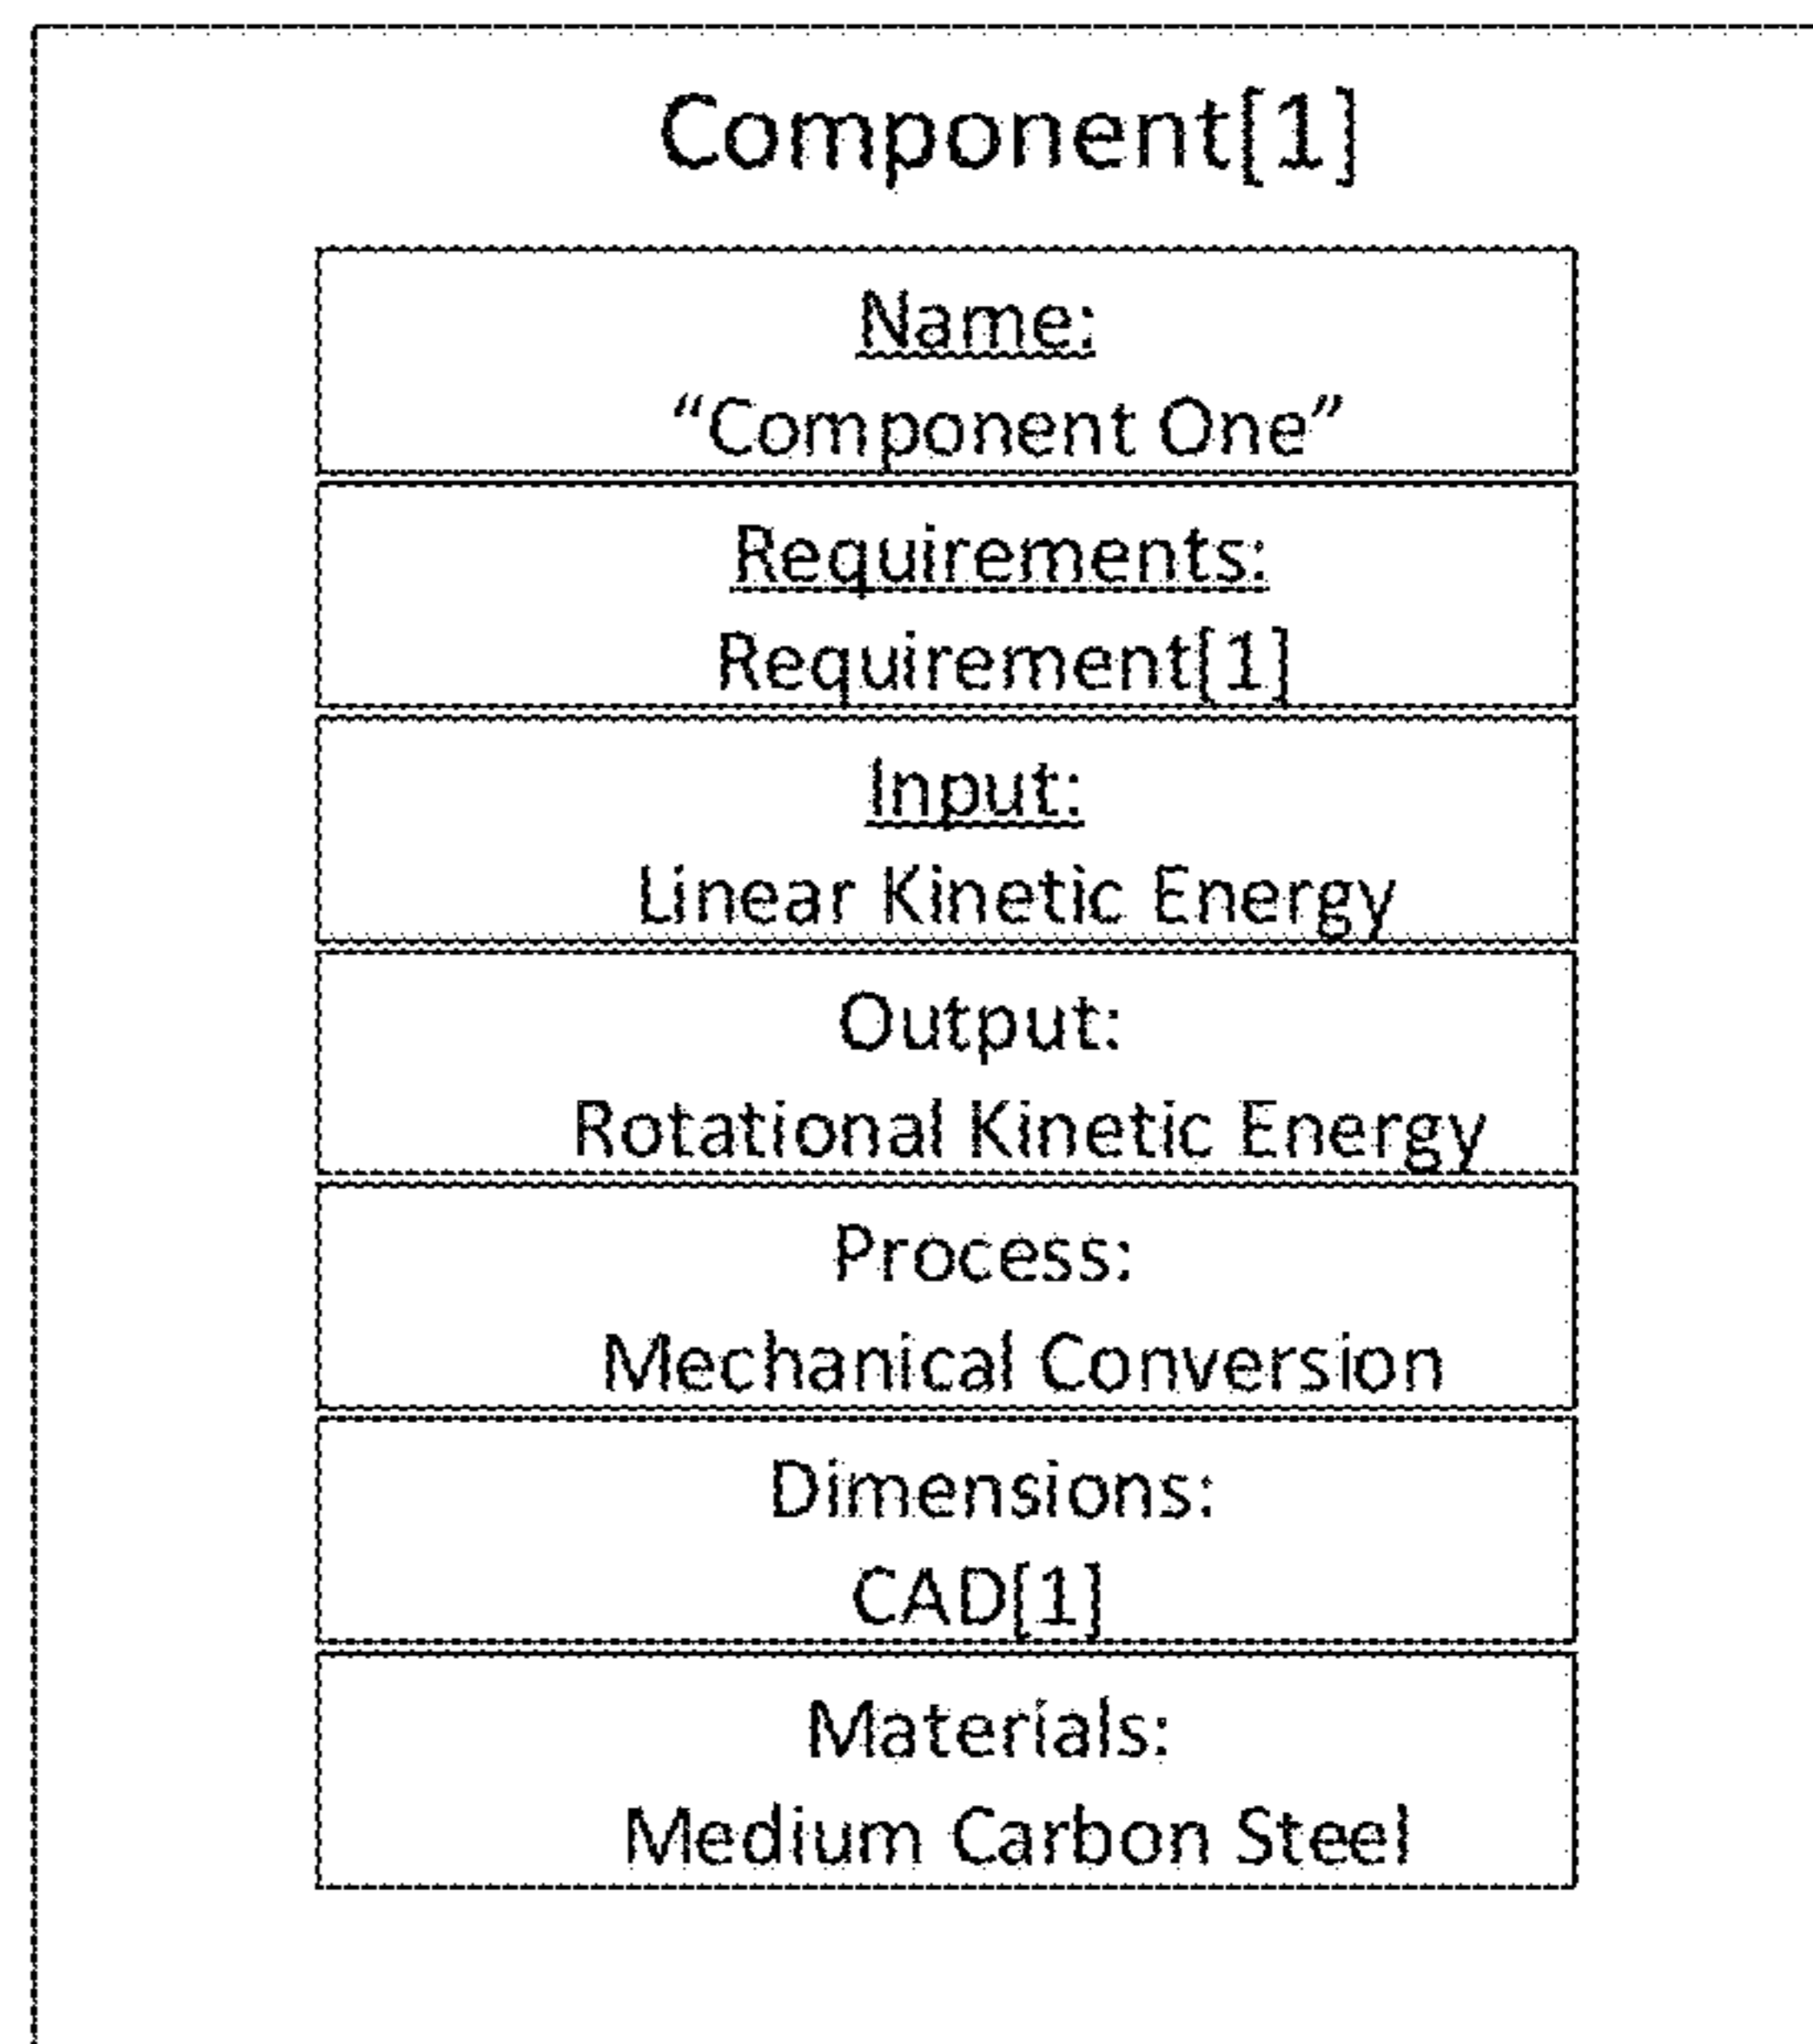 Component[1]
Name:
“Component One”
Requirements:
Requirement[1]
Input:
Linear Kinetic Energy
Output:
Rotational Kinetic Energy
Process:
Mechanical Conversion
Dimensions:
CAD[1]
Materials:
Medium Carbon Steel